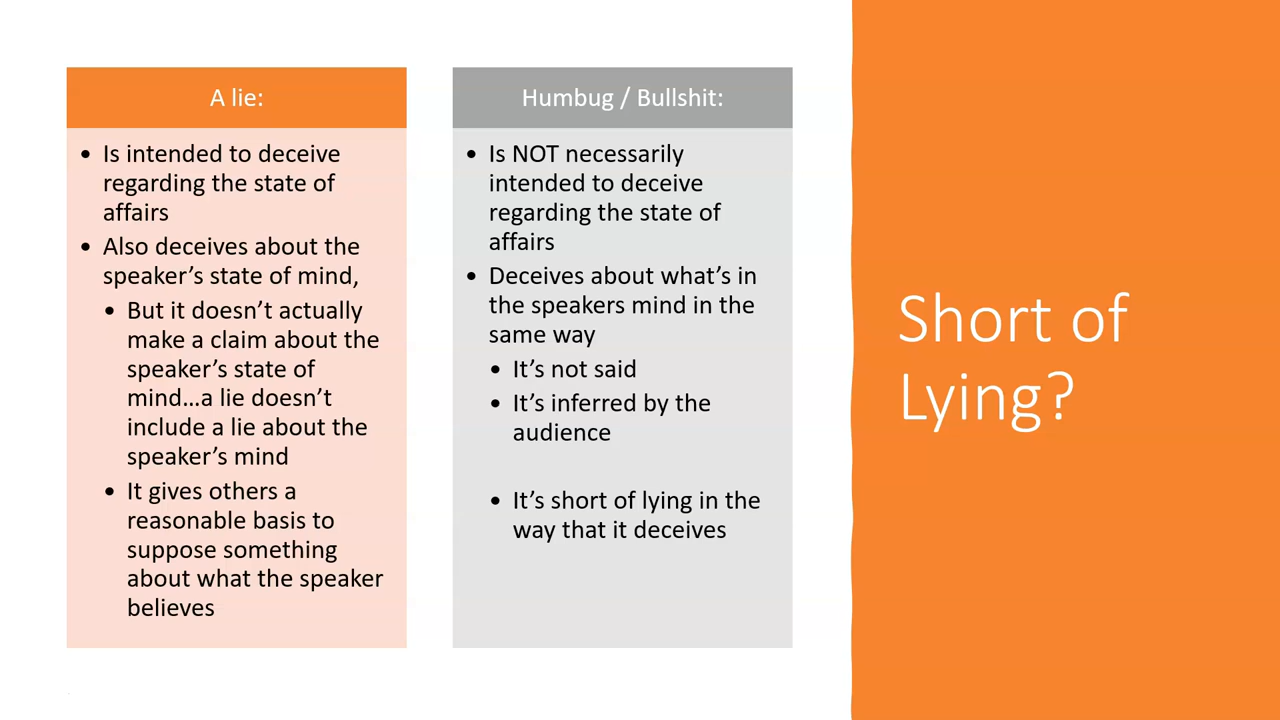 A lie:
• Is intended to deceive
regarding the state of
affairs
• Also deceives about the
speaker’s state of mind,
• But it doesn’t actually
make a claim about the
speaker’s state of
mind...a lie doesn’t
include a lie about the
speaker’s mind
• It gives others a
reasonable basis to
suppose something
about what the speaker
believes
Humbug / Bullshit:
• Is NOT necessarily
intended to deceive
regarding the state of
affairs
• Deceives about what’s in
the speakers mind in the
same way
• It’s not said
• It’s inferred by the
audience
• It’s short of lying in the
way that it deceives
Short of
Lying?